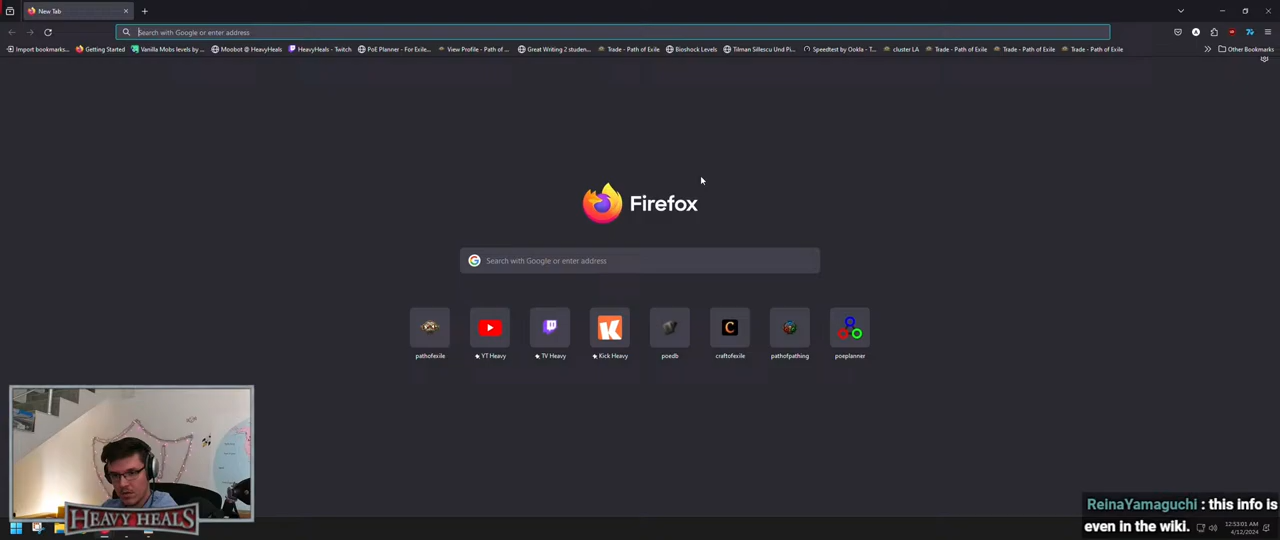 New Tab
Search with Google or enter address
Import bookmarks...
Getting Started
Vanilla Mobs levels by ...
Moobot @ HeavyHeals
HeavyHeals - Twitch
PoE Planner - For Exile...
View Profile - Path of ...
Great Writing 2 studen...
Trade - Path of Exile
Bioshock Levels
Tilman Sillescu Und Pi...
Speedtest by Ookla - T...
cluster LA
Trade - Path of Exile
Trade - Path of Exile
Trade - Path of Exile
Other Bookmarks
Firefox
Search with Google or enter address
pathofexile
YT Heavy
TV Heavy
Kick Heavy
poedb
craftofexile
pathofpathing
poeplanner
HEAVY HEALS
ReinaYamaguchi : this info is
even in the wiki.
12:53:01 AM
4/12/2024